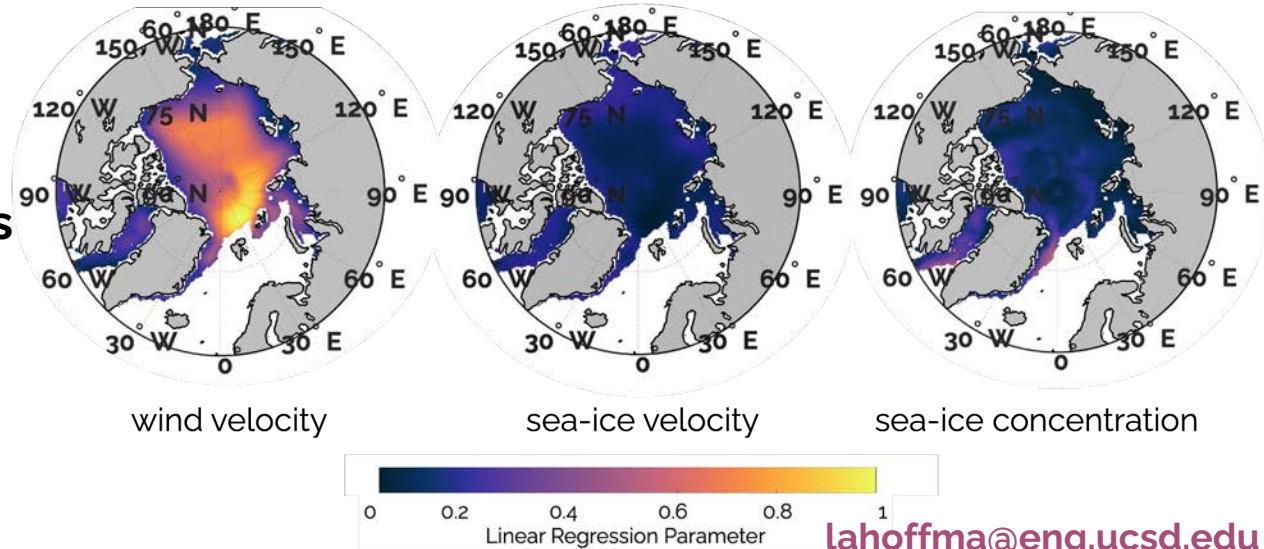 60 N 180 E
150 W 150 E
120 W 120 E
75 N
90 W 90 N 90 E
60 W 60 E
30 W 30 E
0
60 N 180 E
150 W 150 E
120 W 120 E
75 N
90 W 90 N 90 E
60 W 60 E
30 W 30 E
0
60 N 180 E
150 W 150 E
120 W 120 E
75 N
90 W 90 N 90 E
60 W 60 E
30 W 30 E
0
s
wind velocity
sea-ice velocity
sea-ice concentration
0 0.2 0.4 0.6 0.8 1
Linear Regression Parameter
lahoffma@eng.ucsd.edu